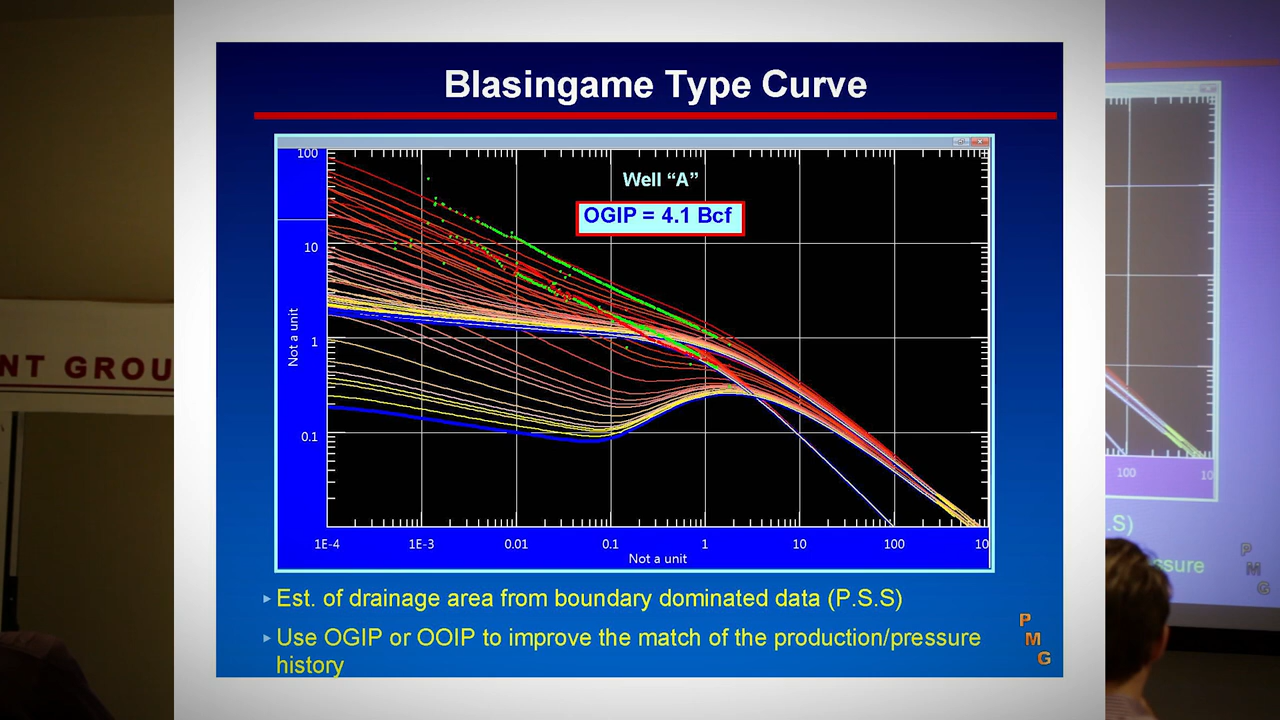 Blasingame Type Curve
Well “A”
OGIP = 4.1 Bcf
100
10
1
0.1
Not a unit
1E-4 1E-3 0.01 0.1 1 10 100 10
Not a unit
Est. of drainage area from boundary dominated data (P.S.S)
Use OGIP or OOIP to improve the match of the production/pressure
history
P
M
G
NT GROU
100 10
.S)
ssure
P
M
G